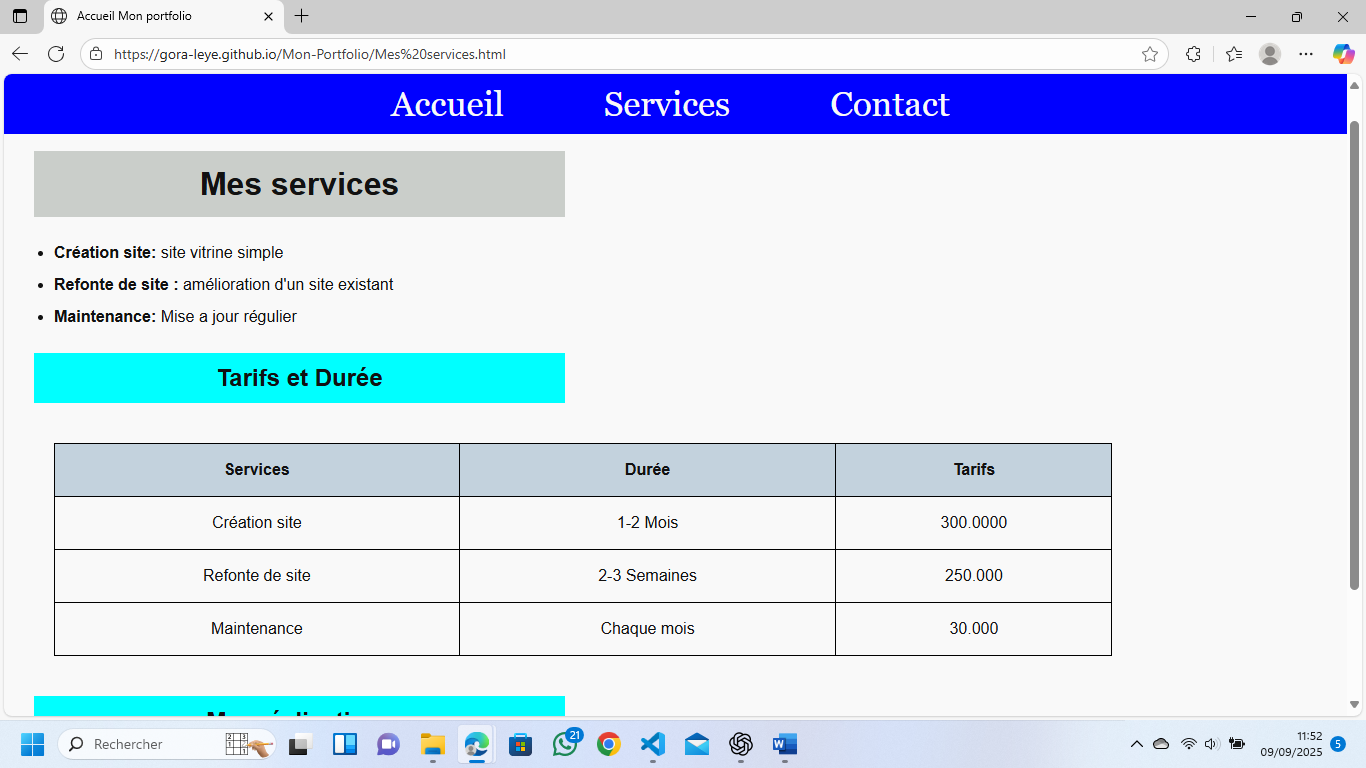 Accueil Mon portfolio
https://gora-leye.github.io/Mon-Portfolio/Mes%20services.html
Accueil Services Contact
Mes services
• Création site: site vitrine simple
• Refonte de site : amélioration d'un site existant
• Maintenance: Mise a jour régulier
Tarifs et Durée
Services Durée Tarifs
Création site 1-2 Mois 300.0000
Refonte de site 2-3 Semaines 250.000
Maintenance Chaque mois 30.000
Rechercher
21
11:52
09/09/2025
5